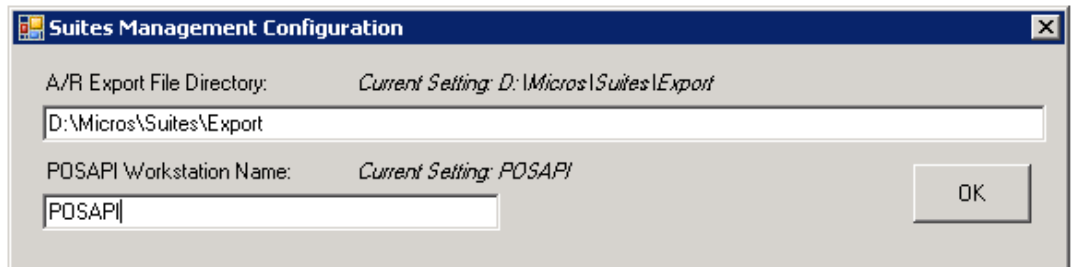 Suites Management Configuration
A/R Export File Directory: Current Setting: D:\Micros\Suites\Export
D:\Micros\Suites\Export
POSAPI Workstation Name: Current Setting: POSAPI
POSAPI
OK